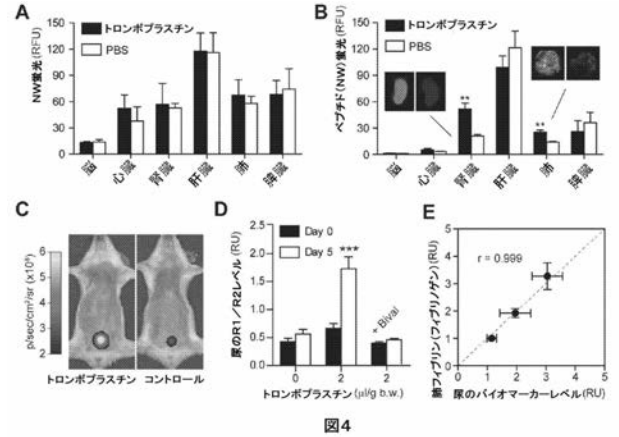 A
トロンボプラスチン
PBS
NW蛍光(RFU)
150
120
90
60
30
0
脳
心臓
腎臓
肝臓
肺
脾臓
B
トロンボプラスチン
PBS
ペプチド(NW)蛍光(RFU)
150
120
90
60
30
0
**
**
脳
心臓
腎臓
肝臓
肺
脾臓
C
p/sec/cm²/sr (x10⁸)
6
5
4
3
2
トロンボプラスチン
コントロール
D
Day 0
Day 5
尿のR1/R2レベル(RU)
2.5
2.0
1.5
1.0
0.5
0.0
***
+ Bival
0
2
2
トロンボプラスチン(μl/g b.w.)
E
r = 0.999
肺フィブリン(フィブリノゲン)(RU)
5
4
3
2
1
0
0
1
2
3
4
5
尿のバイオマーカーレベル(RU)
図4